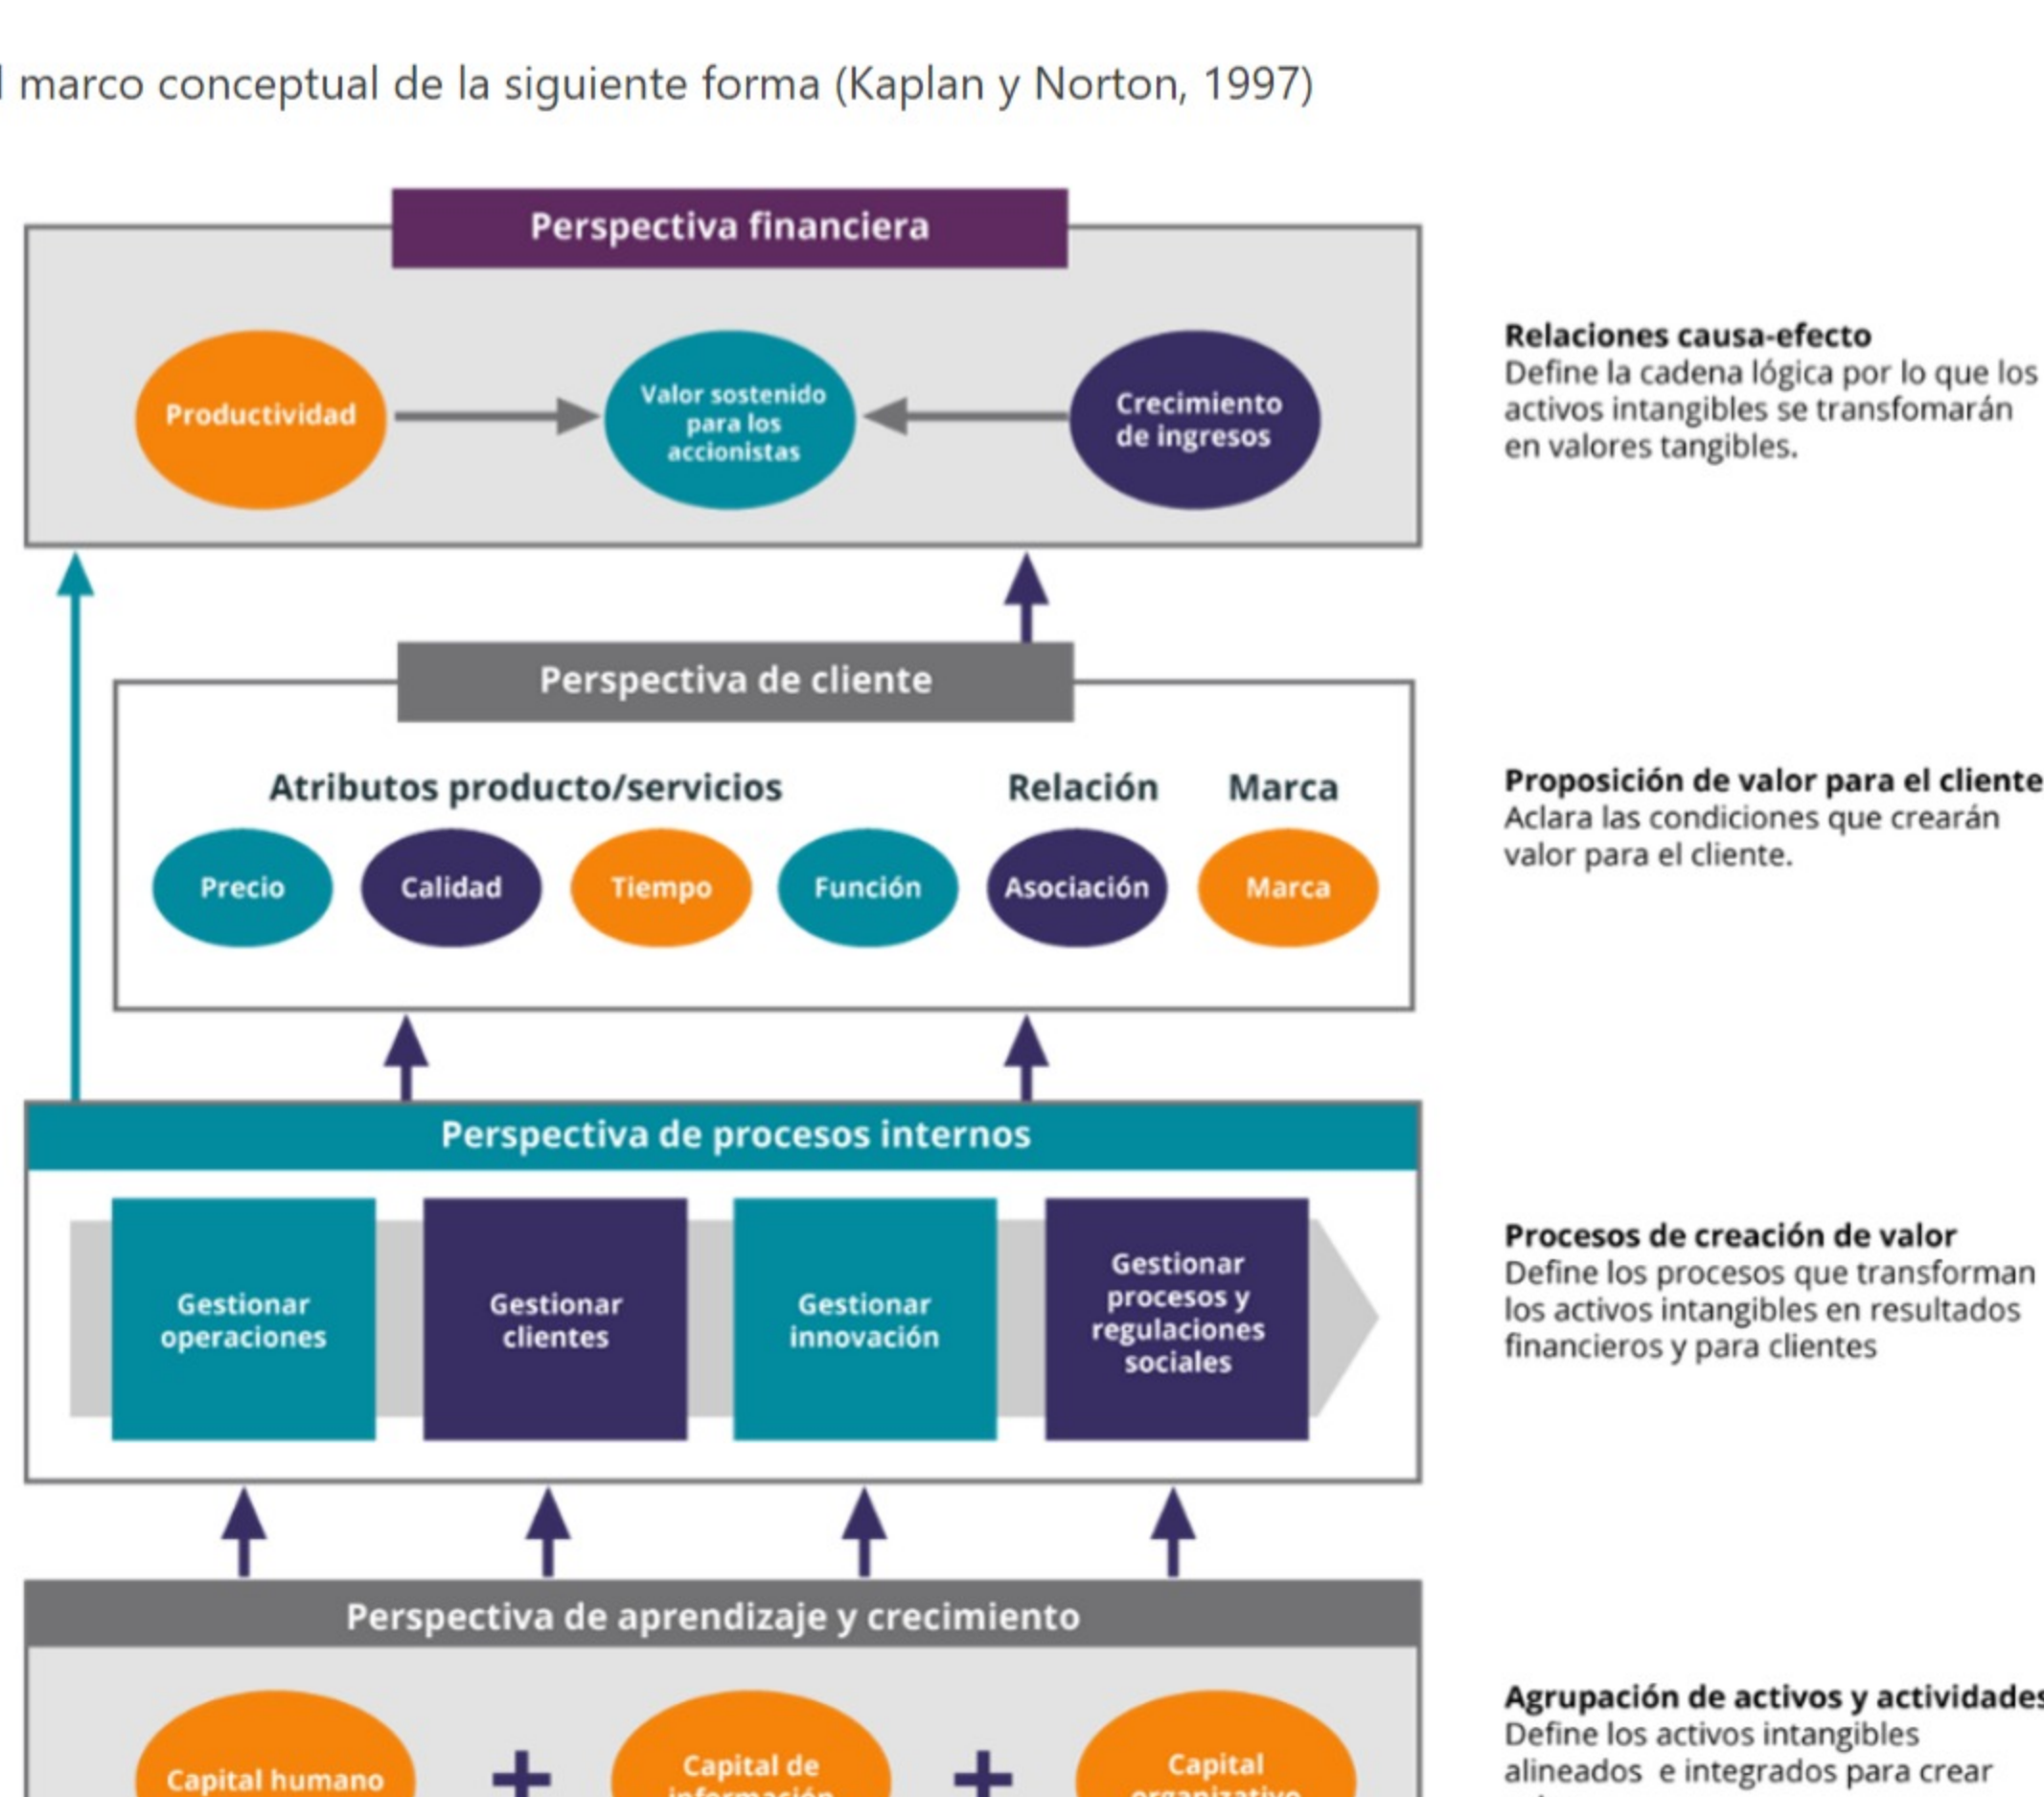 marco conceptual de la siguiente forma (Kaplan y Norton, 1997)
Perspectiva financiera
Productividad
Valor sostenido
para los
accionistas
Crecimiento
de ingresos
Relaciones causa-efecto
Define la cadena lógica por lo que los
activos intangibles se transfomarán
en valores tangibles.
Perspectiva de cliente
Atributos producto/servicios
Relación
Marca
Precio
Calidad
Tiempo
Función
Asociación
Marca
Proposición de valor para el cliente
Aclara las condiciones que crearán
valor para el cliente.
Perspectiva de procesos internos
Gestionar
operaciones
Gestionar
clientes
Gestionar
innovación
Gestionar
procesos y
regulaciones
sociales
Procesos de creación de valor
Define los procesos que transforman
los activos intangibles en resultados
financieros y para clientes
Perspectiva de aprendizaje y crecimiento
Capital humano
+
Capital de
información
+
Capital
organizativo
Agrupación de activos y actividades
Define los activos intangibles
alineados e integrados para crear